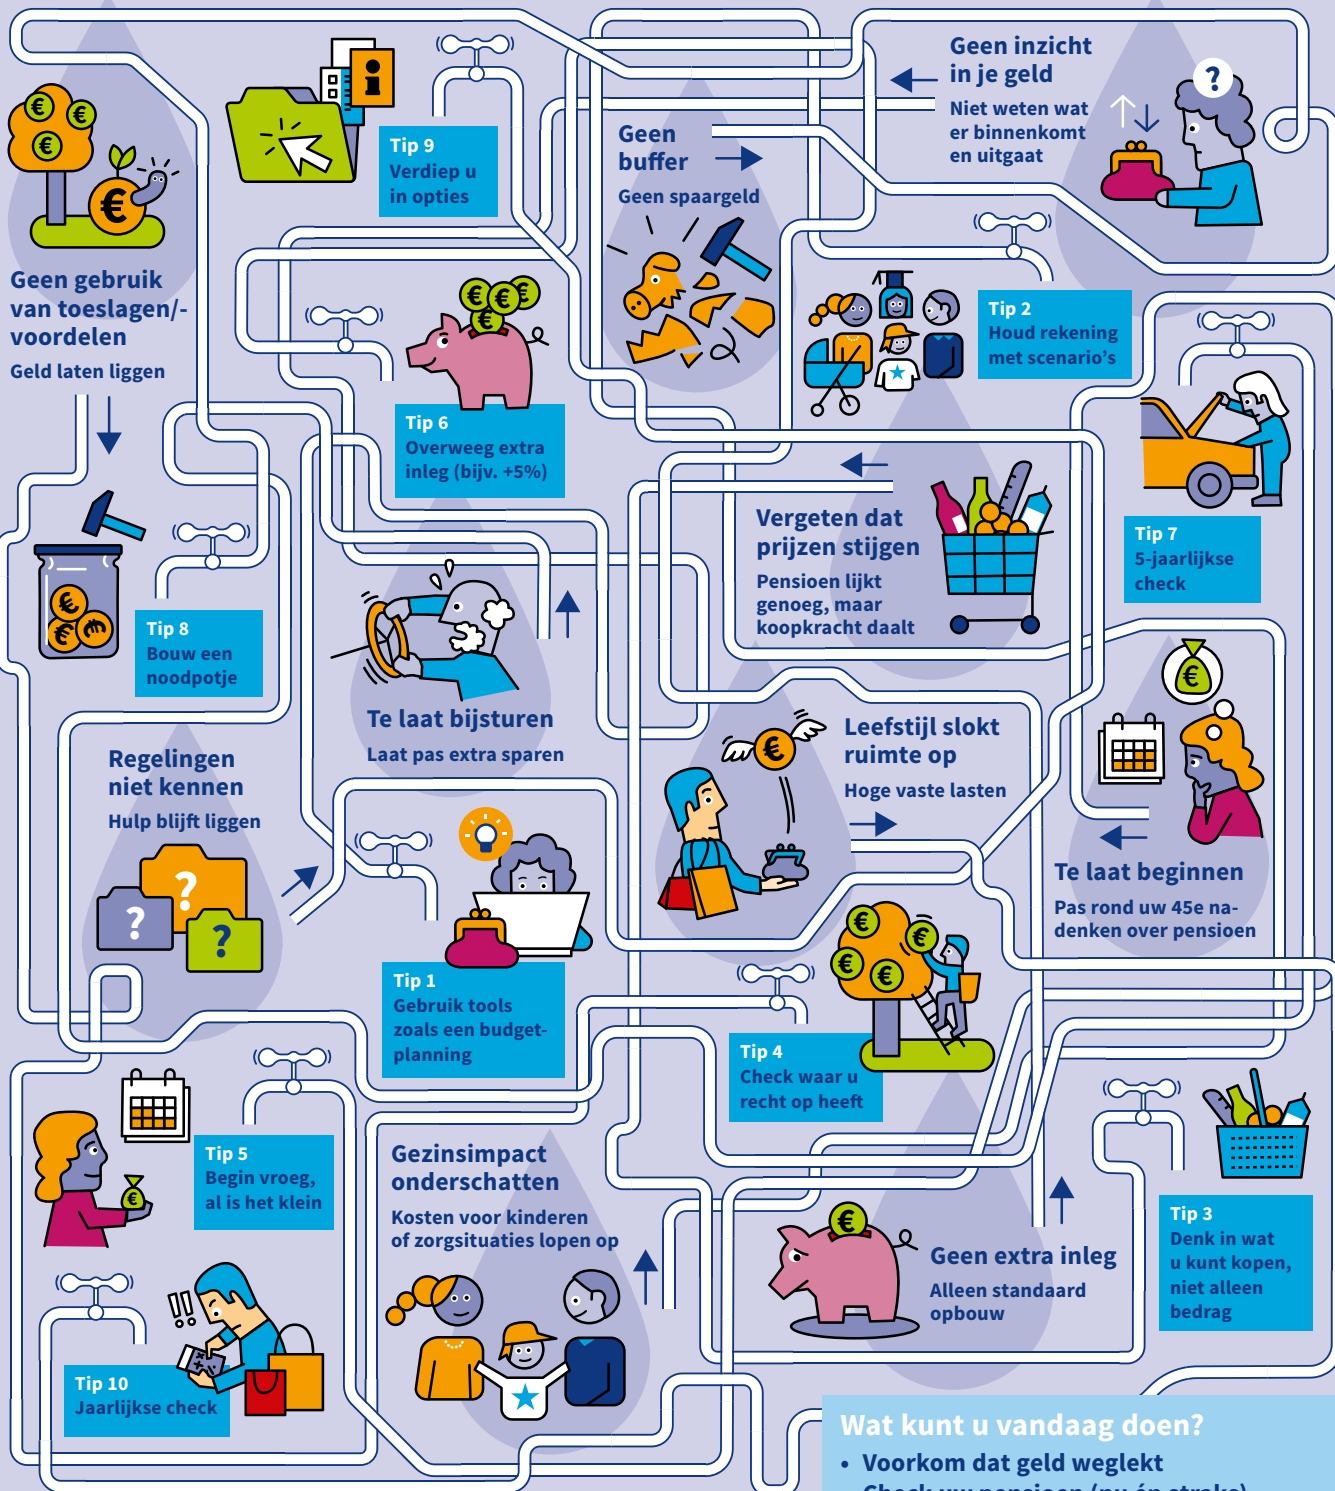 Geen inzicht
in je geld
Niet weten wat
er binnenkomt
en uitgaat
?
i
Tip 9
Verdiep u
in opties
Geen
buffer
Geen spaargeld
€
€
€
€
Geen gebruik
van toeslagen/-
voordelen
Geld laten liggen
Tip 2
Houd rekening
met scenario's
€ € €
€
Tip 6
Overweeg extra
inleg (bijv. +5%)
Tip 7
5-jaarlijkse
check
Vergeten dat
prijzen stijgen
Pensioen lijkt
genoeg, maar
koopkracht daalt
€
€ €
Tip 8
Bouw een
noodpotje
Te laat bijsturen
Laat pas extra sparen
€
Leefstijl slokt
ruimte op
Hoge vaste lasten
€
Te laat beginnen
Pas rond uw 45e na-
denken over pensioen
Regelingen
niet kennen
Hulp blijft liggen
?
?
?
Tip 1
Gebruik tools
zoals een budget-
planning
€
€
€
€
Tip 4
Check waar u
recht op heeft
Tip 5
Begin vroeg,
al is het klein
€
Gezinsimpact
onderschatten
Kosten voor kinderen
of zorgsituaties lopen op
€
Geen extra inleg
Alleen standaard
opbouw
Tip 3
Denk in wat
u kunt kopen,
niet alleen
bedrag
!!
Tip 10
Jaarlijkse check
Wat kunt u vandaag doen?
• Voorkom dat geld weglekt
Check uw pensioen (nu én straks)